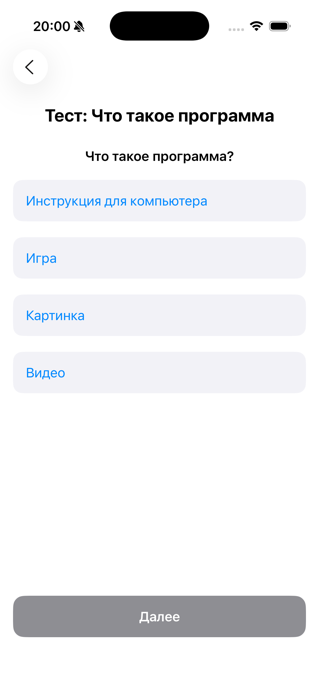 20:00
Тест: Что такое программа
Что такое программа?
Инструкция для компьютера
Игра
Картинка
Видео
Далее